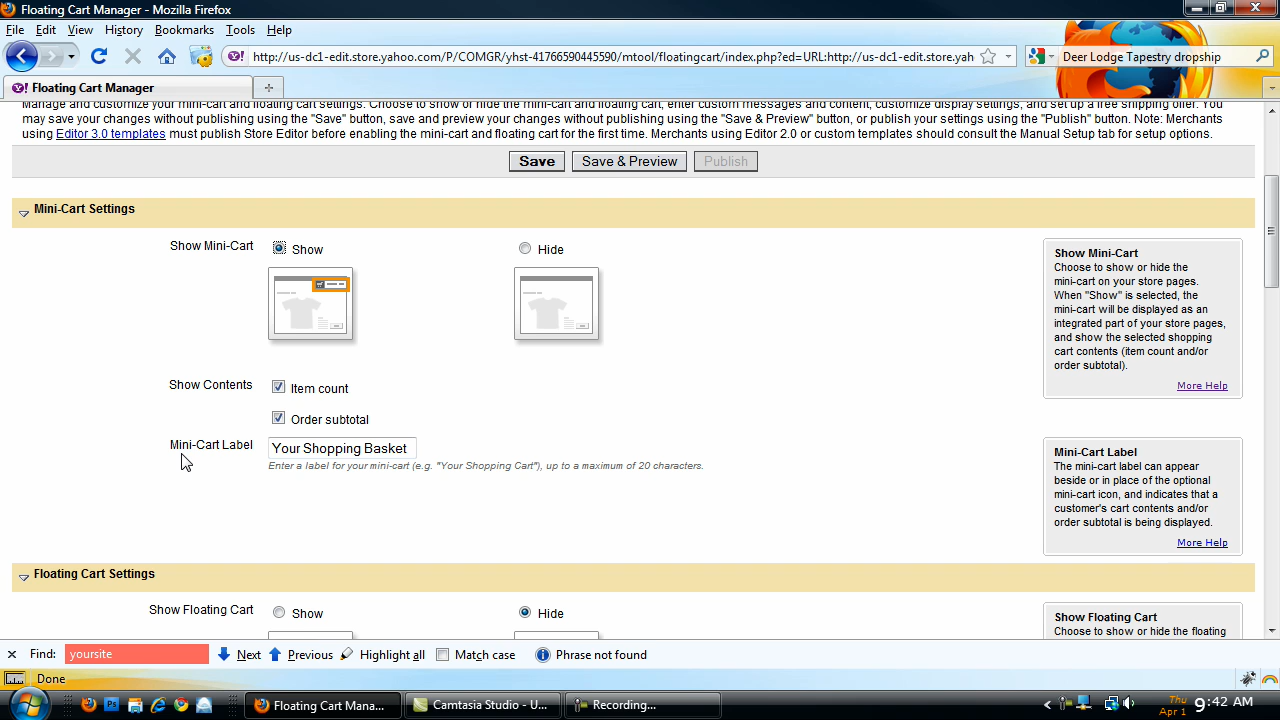 Floating Cart Manager - Mozilla Firefox
File Edit View History Bookmarks Tools Help
http://us-dc1-edit.store.yahoo.com/P/COMGR/yhst-41766590445590/mtool/floatingcart/index.php?ed=URL:http://us-dc1-edit.store.yah
Deer Lodge Tapestry dropship
Floating Cart Manager
Manage and customize your mini-cart and floating cart settings. Choose to show or hide the mini-cart and floating cart, enter custom messages and content, customize display settings, and set up a free shipping offer. You
may save your changes without publishing using the "Save" button, save and preview your changes without publishing using the "Save & Preview" button, or publish your settings using the "Publish" button. Note: Merchants
using Editor 3.0 templates must publish Store Editor before enabling the mini-cart and floating cart for the first time. Merchants using Editor 2.0 or custom templates should consult the Manual Setup tab for setup options.
Save Save & Preview Publish
Mini-Cart Settings
Show Mini-Cart Show Hide
Show Contents Item count
Order subtotal
Mini-Cart Label Your Shopping Basket
Enter a label for your mini-cart (e.g. "Your Shopping Cart"), up to a maximum of 20 characters.
Show Mini-Cart
Choose to show or hide the
mini-cart on your store pages.
When "Show" is selected, the
mini-cart will be displayed as an
integrated part of your store pages,
and show the selected shopping
cart contents (item count and/or
order subtotal).
More Help
Mini-Cart Label
The mini-cart label can appear
beside or in place of the optional
mini-cart icon, and indicates that a
customer's cart contents and/or
order subtotal is being displayed.
More Help
Floating Cart Settings
Show Floating Cart Show Hide
Show Floating Cart
Choose to show or hide the floating
Find: yoursite Next Previous Highlight all Match case Phrase not found
Done
Floating Cart Mana...
Camtasia Studio - U...
Recording...
Thu
Apr 1
9:42 AM